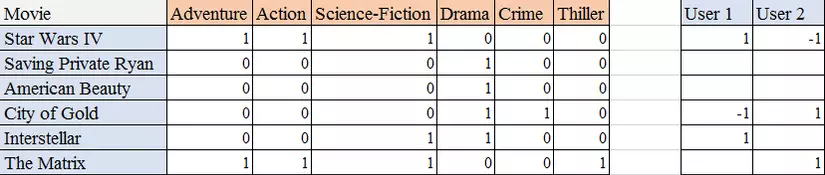 Movie Adventure Action Science-Fiction Drama Crime Thiller User 1 User 2
Star Wars IV 1 1 1 0 0 0 1 -1
Saving Private Ryan 0 0 0 1 0 0
American Beauty 0 0 0 1 0 0
City of Gold 0 0 0 1 1 0 -1 1
Interstellar 0 0 1 1 0 0 1
The Matrix 1 1 1 0 0 1 1